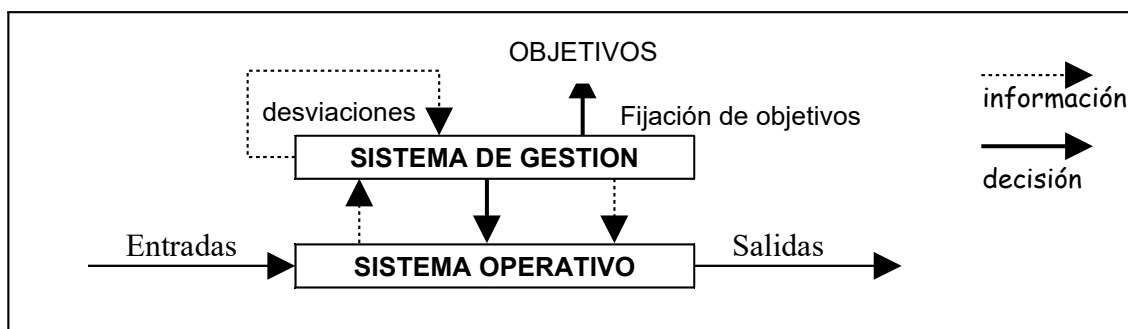 OBJETIVOS
información
desviaciones
Fijación de objetivos
SISTEMA DE GESTION
decisión
Entradas
Salidas
SISTEMA OPERATIVO